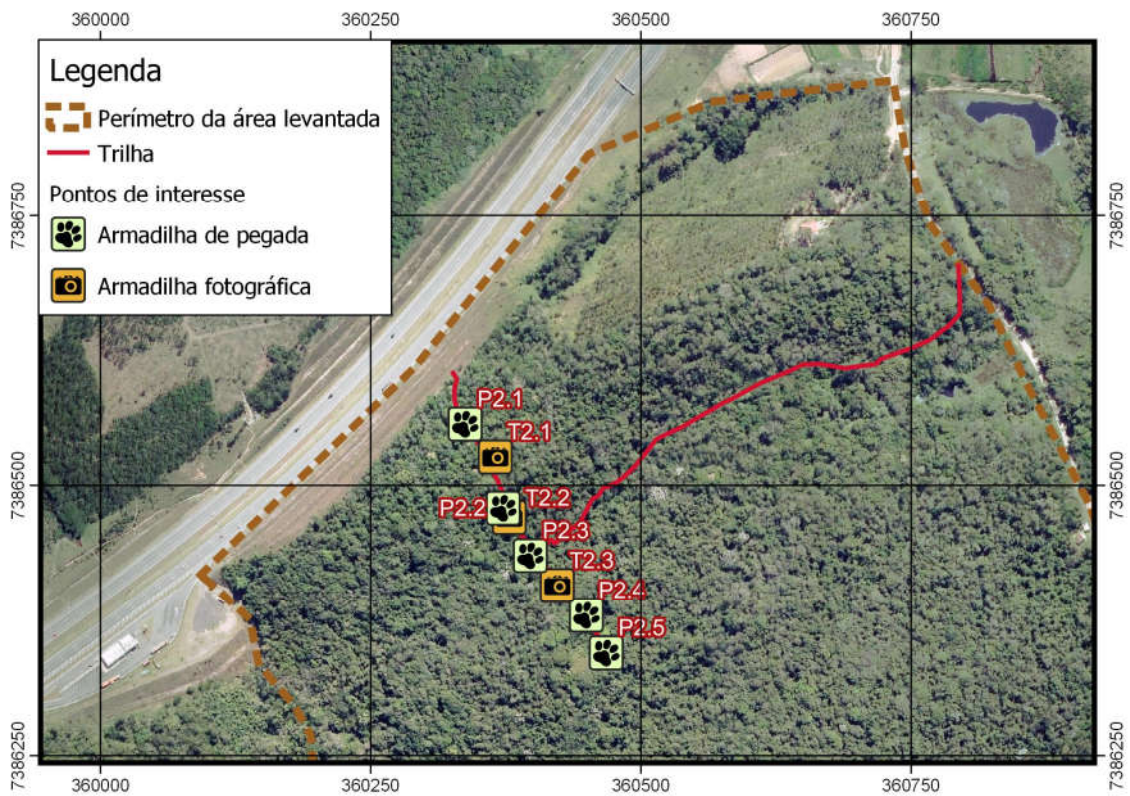 360000 360250 360500 360750
Legenda
Perímetro da área levantada
Trilha
Pontos de interesse
Armadilha de pegada
Armadilha fotográfica
7386750 7386750
P2.1
T2.1
7386500 7386500
P2.2 T2.2
P2.3
T2.3
P2.4
P2.5
7386250 7386250
360000 360250 360500 360750